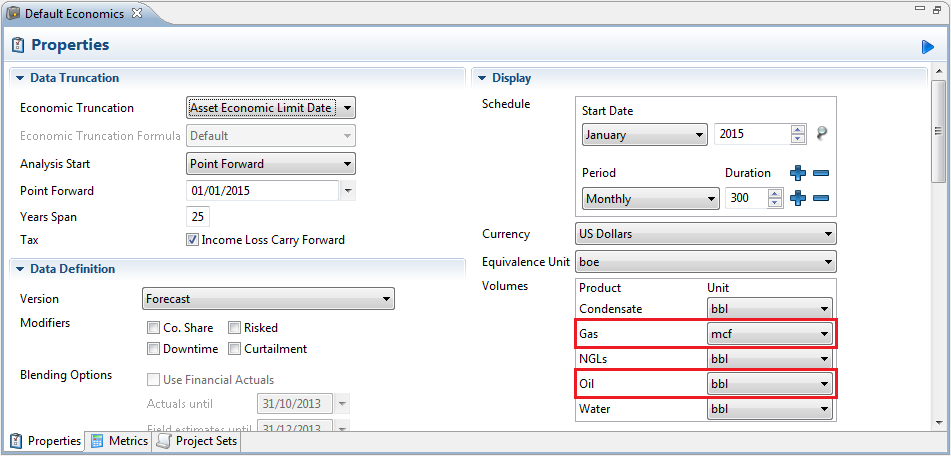 Default Economics
Properties
Data Truncation
Economic Truncation Asset Economic Limit Date
Economic Truncation Formula Default
Analysis Start Point Forward
Point Forward 01/01/2015
Years Span 25
Tax Income Loss Carry Forward
Data Definition
Version Forecast
Modifiers Co. Share Risked
Downtime Curtailment
Blending Options Use Financial Actuals
Actuals until 31/10/2013
Field estimates until 31/12/2013
Display
Schedule Start Date
January 2015
Period Duration
Monthly 300
Currency US Dollars
Equivalence Unit boe
Volumes Product Unit
Condensate bbl
Gas mcf
NGLs bbl
Oil bbl
Water bbl
Properties Metrics Project Sets